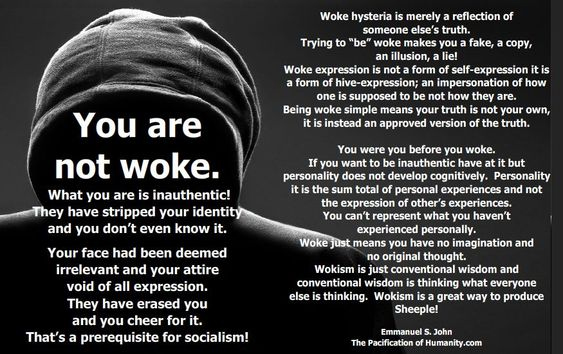 You are
not woke.
What you are is inauthentic!
They have stripped your identity
and you don't even know it.
Your face had been deemed
irrelevant and your attire
void of all expression.
They have erased you
and you cheer for it.
That's a prerequisite for socialism!
Woke hysteria is merely a reflection of
someone else's truth.
Trying to "be" woke makes you a fake, a copy,
an illusion, a lie!
Woke expression is not a form of self-expression it is
a form of hive-expression; an impersonation of how
one is supposed to be not how they are.
Being woke simple means your truth is not your own,
it is instead an approved version of the truth.
You were you before you woke.
If you want to be inauthentic have at it but
personality does not develop cognitively. Personality
it is the sum total of personal experiences and not
the expression of other's experiences.
You can't represent what you haven't
experienced personally.
Woke just means you have no imagination and
no original thought.
Wokism is just conventional wisdom and
conventional wisdom is thinking what everyone
else is thinking. Wokism is a great way to produce
Sheeple!
Emmanuel S. John
The Pacification of Humanity.com